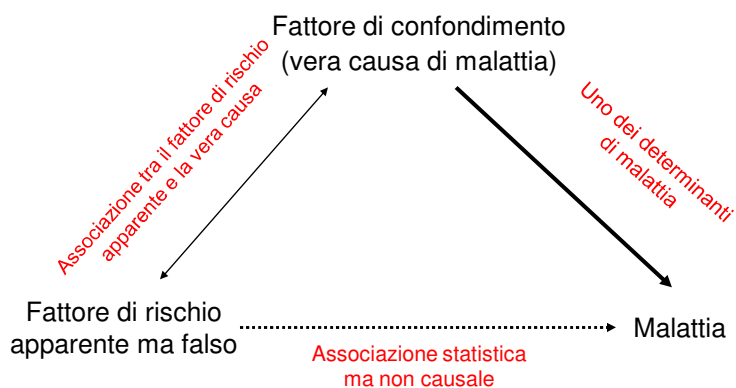 Fattore di confondimento
(vera causa di malattia)
Associazione tra il fattore di rischio
apparente e la vera causa
Uno dei determinanti
di malattia
Fattore di rischio
apparente ma falso
Malattia
Associazione statistica
ma non causale